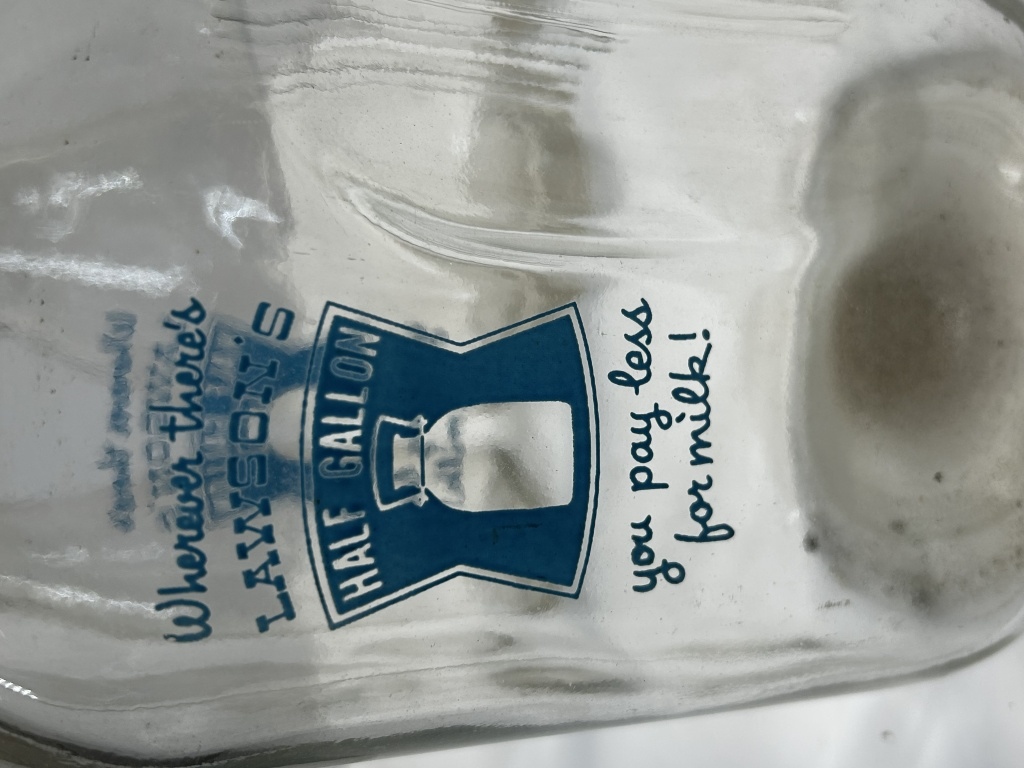 Wherever there's
LAWSON'S
HALF GALLON
you pay less
for milk!